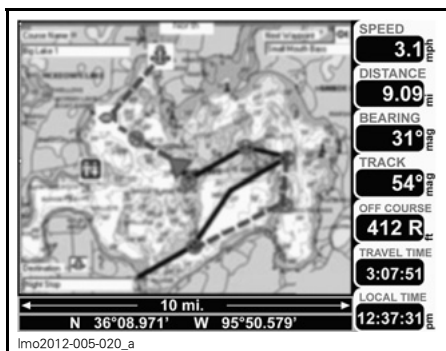 Course Name
Big Lake 1
Next Waypoint
Small Mouth Bass
Destination
Night Stop
10 mi.
N 36°08.971' W 95°50.579'
SPEED
3.1 mph
DISTANCE
9.09 mi
BEARING
31° mag
TRACK
54° mag
OFF COURSE
412 R ft
TRAVEL TIME
3:07:51
LOCAL TIME
12:37:31 pm
lmo2012-005-020_a